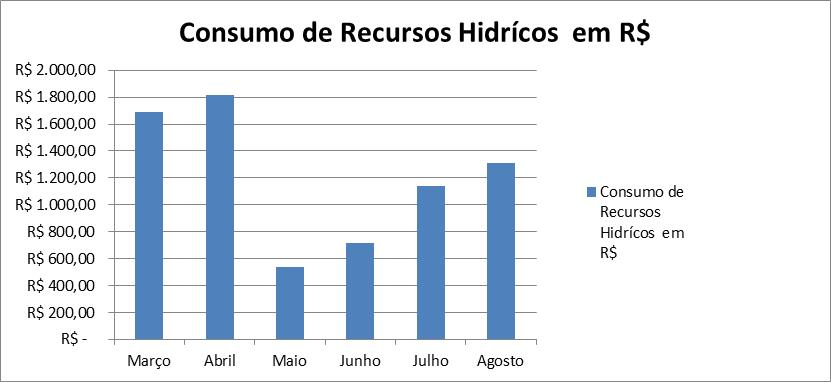 Consumo de Recursos Hidrícos  em R$
R$ 2.000,00
R$ 1.800,00
R$ 1.600,00
R$ 1.400,00
R$ 1.200,00
R$ 1.000,00
R$ 800,00
R$ 600,00
R$ 400,00
R$ 200,00
R$ -
Março Abril Maio Junho Julho Agosto
Consumo de
Recursos
Hidrícos  em
R$